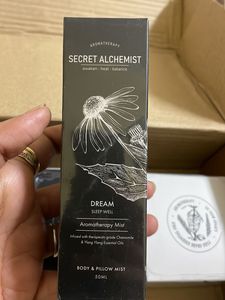 AROMATHERAPY
SECRET ALCHEMIST
awaken · heal · balance
DREAM
SLEEP WELL
Aromatherapy Mist
Infused with therapeutic-grade Chamomile
& Ylang Ylang Essential Oils
BODY & PILLOW MIST
50ML